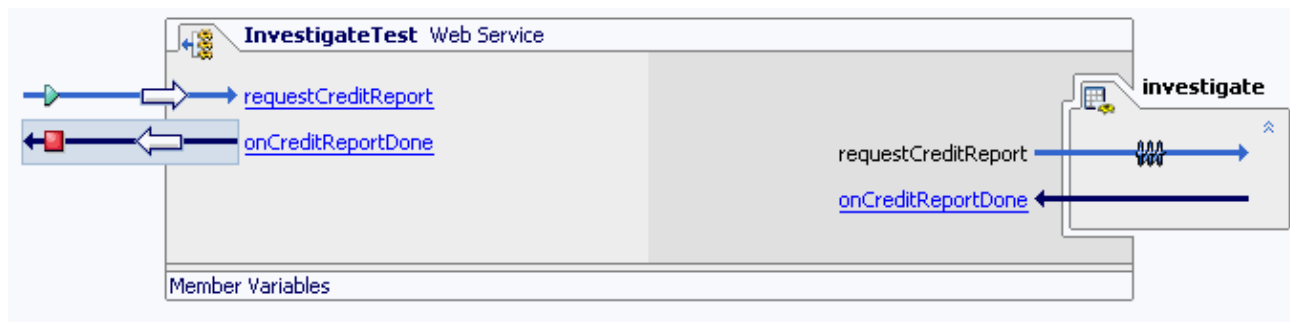 InvestigateTest Web Service
requestCreditReport
onCreditReportDone
investigate
requestCreditReport
onCreditReportDone
Member Variables